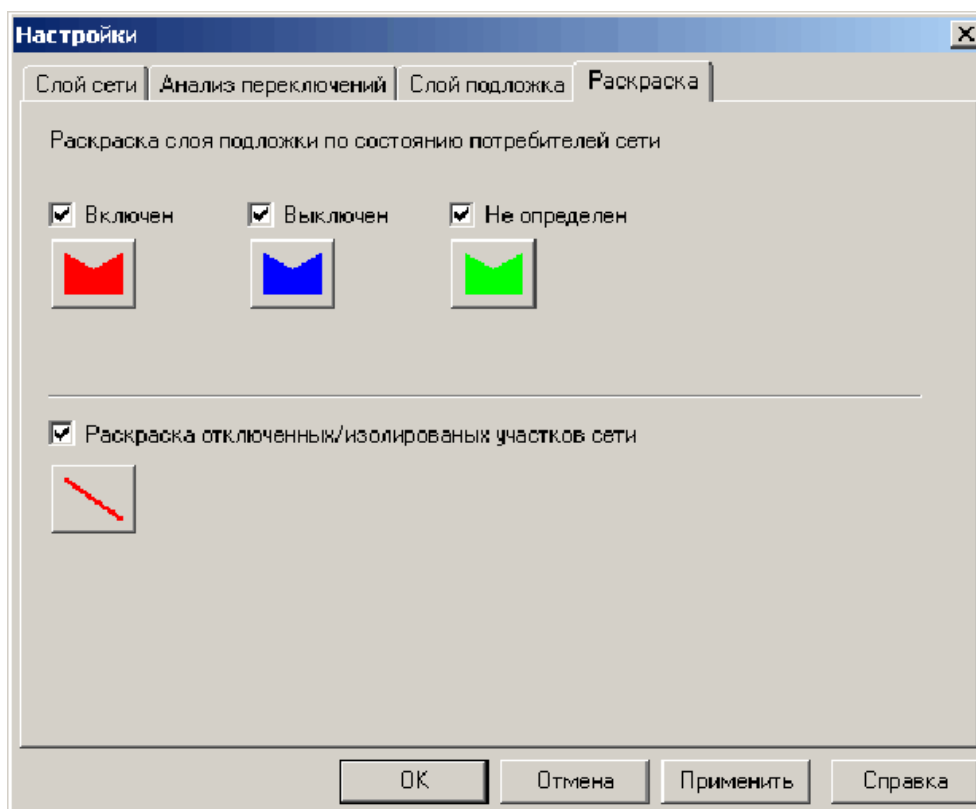 Настройки
Слой сети Анализ переключений Слой подложка Раскраска
Раскраска слоя подложки по состоянию потребителей сети
Включен Выключен Не определен
Раскраска отключенных/изолированых участков сети
OK Отмена Применить Справка